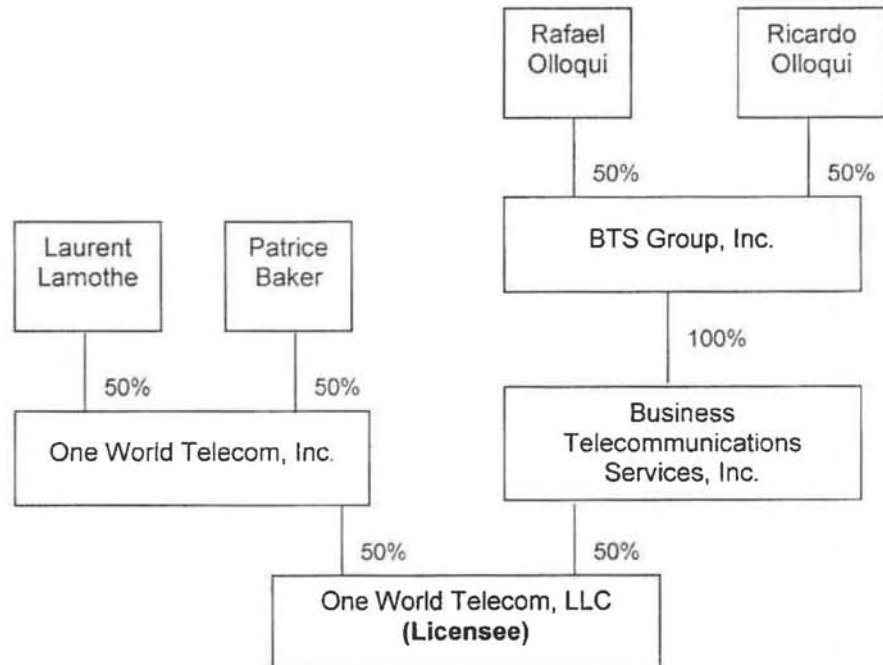 Rafael
Olloqui
Ricardo
Olloqui
50%
50%
Laurent
Lamothe
Patrice
Baker
BTS Group, Inc.
100%
50%
50%
One World Telecom, Inc.
Business
Telecommunications
Services, Inc.
50%
50%
One World Telecom, LLC
(Licensee)